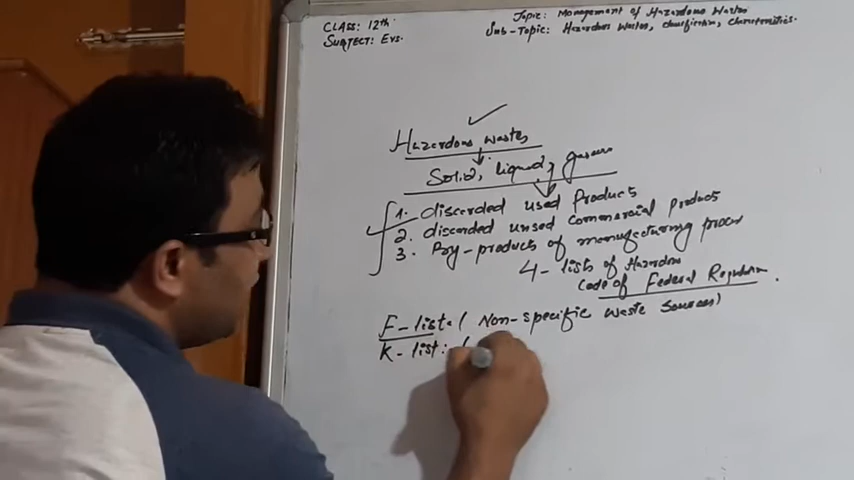 CLASS: 12th.
SUBJECT: Evs.
Topic: Management of Hazardous Wastes
Sub-Topic: Hazardous Wastes, classification, characteristics.
Hazardous wastes
Solid, liquid, gaseous
1. discarded used Products
2. discarded unsed commercial products
3. By-products of manufacturing process
4- lists of Hazardous
Code of Federal Regulation.
F-list: ( Non-specific waste sources)
K-list: (